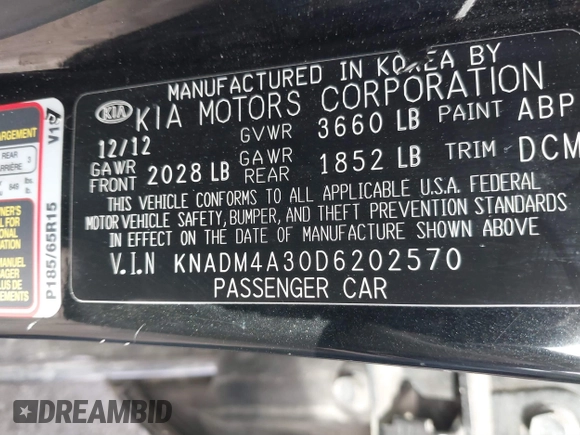 MANUFACTURED IN KOREA BY
KIA KIA MOTORS CORPORATION
12/12 GVWR 3660 LB PAINT ABP
GAWR FRONT 2028 LB GAWR REAR 1852 LB TRIM DCM
THIS VEHICLE CONFORMS TO ALL APPLICABLE U.S.A. FEDERAL
MOTOR VEHICLE SAFETY, BUMPER, AND THEFT PREVENTION STANDARDS
IN EFFECT ON THE DATE OF MANUFACTURE SHOWN ABOVE
V.I.N KNADM4A30D6202570
PASSENGER CAR
P185/65R15
REAR
DREAMBID